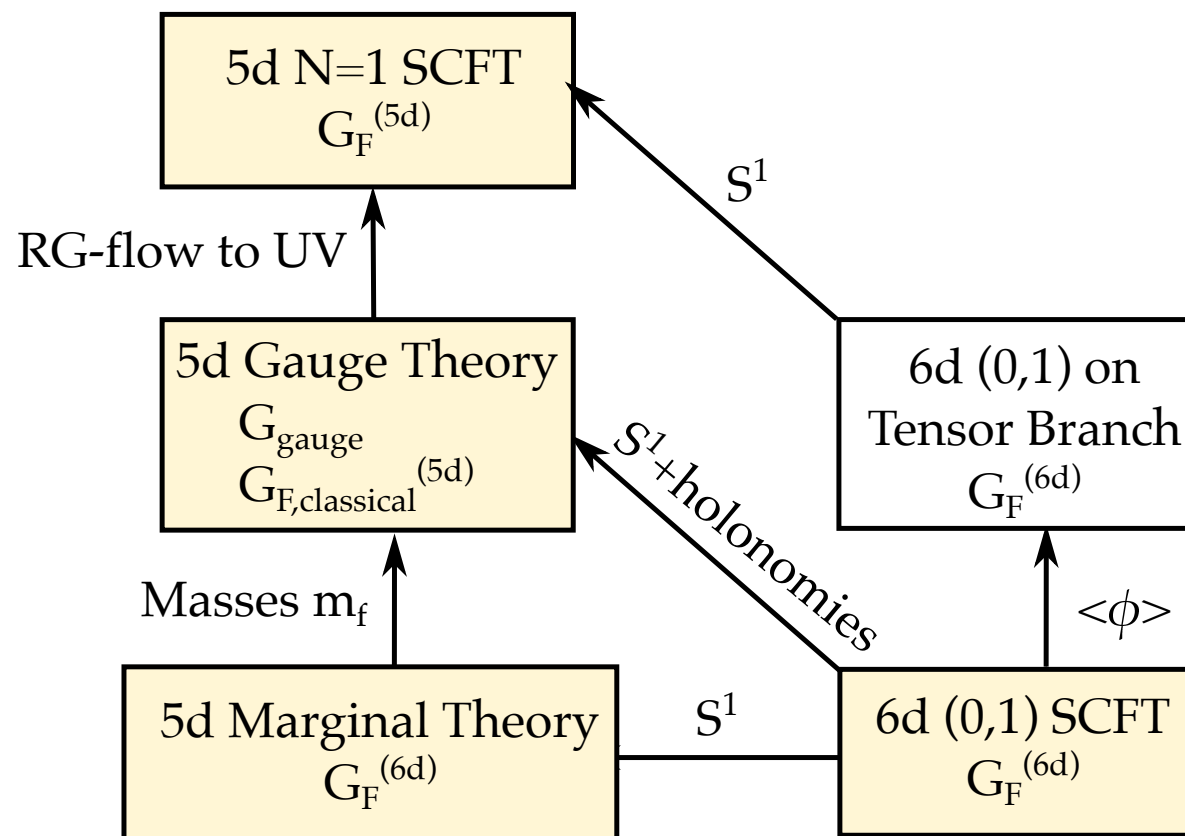 5d N=1 SCFT
G_F^(5d)
S^1
RG-flow to UV
5d Gauge Theory
G_gauge
G_F,classical^(5d)
6d (0,1) on
Tensor Branch
G_F^(6d)
S^1+holonomies
Masses m_f
<ϕ>
5d Marginal Theory
G_F^(6d)
S^1
6d (0,1) SCFT
G_F^(6d)